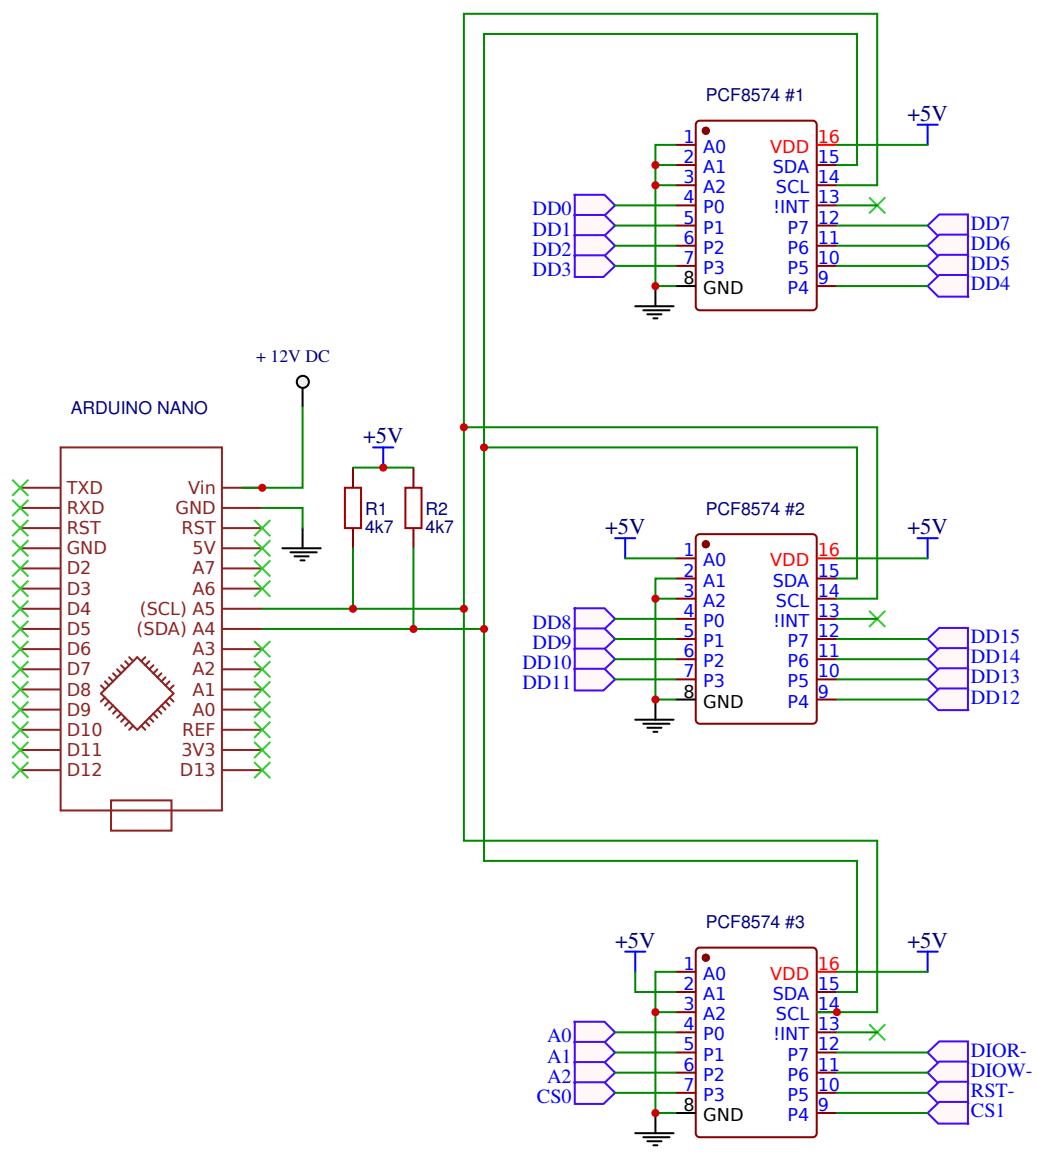 PCF8574 #1
+5V
1 A0 VDD 16
2 A1 SDA 15
3 A2 SCL 14
DD0 4 P0 !INT 13
DD1 5 P1 P7 12 DD7
DD2 6 P2 P6 11 DD6
DD3 7 P3 P5 10 DD5
8 GND P4 9 DD4
+ 12V DC
ARDUINO NANO
TXD Vin
RXD GND
RST RST
GND 5V
D2 A7
D3 A6
D4 (SCL) A5
D5 (SDA) A4
D6 A3
D7 A2
D8 A1
D9 A0
D10 REF
D11 3V3
D12 D13
+5V
R1 R2
4k7 4k7
PCF8574 #2
+5V +5V
1 A0 VDD 16
2 A1 SDA 15
3 A2 SCL 14
DD8 4 P0 !INT 13
DD9 5 P1 P7 12 DD15
DD10 6 P2 P6 11 DD14
DD11 7 P3 P5 10 DD13
8 GND P4 9 DD12
PCF8574 #3
+5V +5V
1 A0 VDD 16
2 A1 SDA 15
3 A2 SCL 14
A0 4 P0 !INT 13
A1 5 P1 P7 12 DIOR-
A2 6 P2 P6 11 DIOW-
CS0 7 P3 P5 10 RST-
8 GND P4 9 CS1